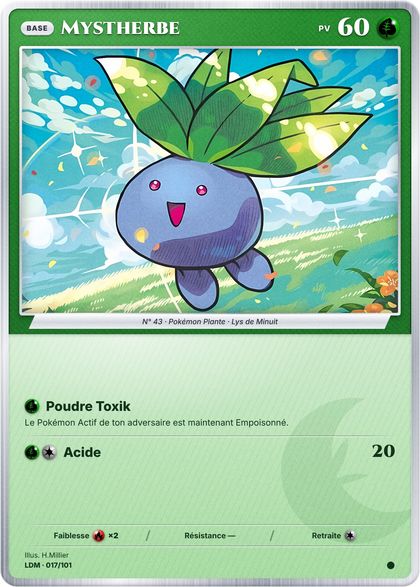 BASE MYSTHERBE PV 60
N° 43 · Pokémon Plante · Lys de Minuit
Poudre Toxik
Le Pokémon Actif de ton adversaire est maintenant Empoisonné.
Acide 20
Faiblesse ×2 / Résistance — / Retraite
Illus. H.Millier
LDM · 017/101